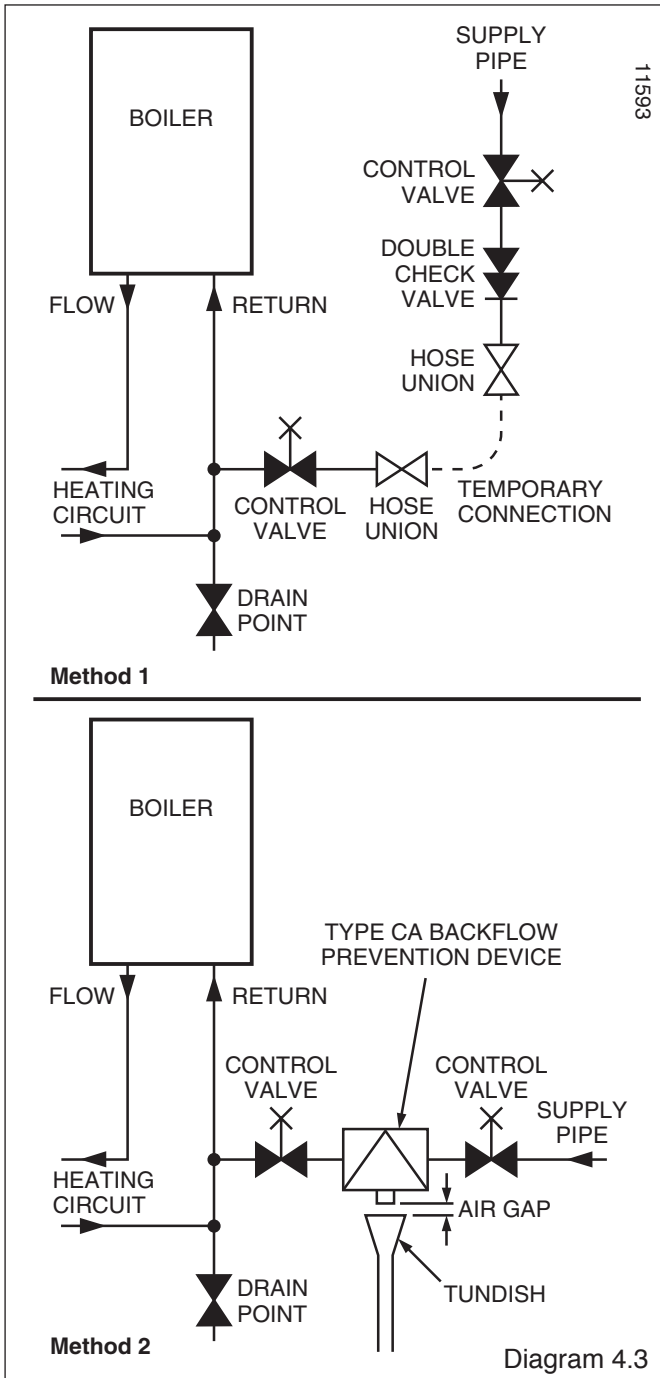 SUPPLY
PIPE
11593
BOILER
CONTROL
VALVE
DOUBLE
CHECK
VALVE
FLOW
RETURN
HOSE
UNION
HEATING
CIRCUIT
CONTROL
VALVE
HOSE
UNION
TEMPORARY
CONNECTION
DRAIN
POINT
Method 1
BOILER
TYPE CA BACKFLOW
PREVENTION DEVICE
FLOW
RETURN
CONTROL
VALVE
CONTROL
VALVE
SUPPLY
PIPE
HEATING
CIRCUIT
AIR GAP
DRAIN
POINT
TUNDISH
Method 2
Diagram 4.3